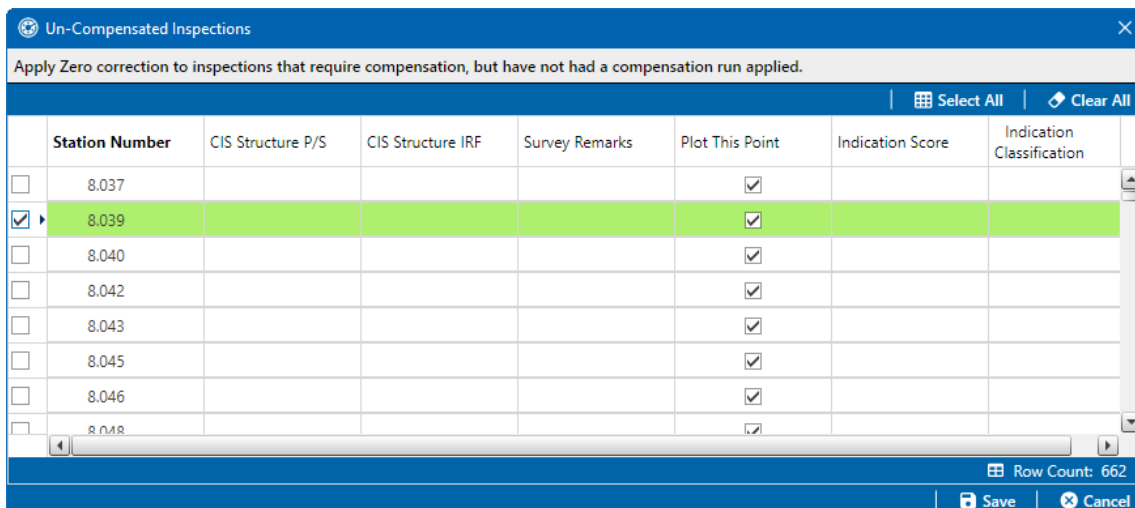 Un-Compensated Inspections
Apply Zero correction to inspections that require compensation, but have not had a compensation run applied.
Select All Clear All
Station Number CIS Structure P/S CIS Structure IRF Survey Remarks Plot This Point Indication Score Indication Classification
8.037
8.039
8.040
8.042
8.043
8.045
8.046
8.048
Row Count: 662
Save Cancel